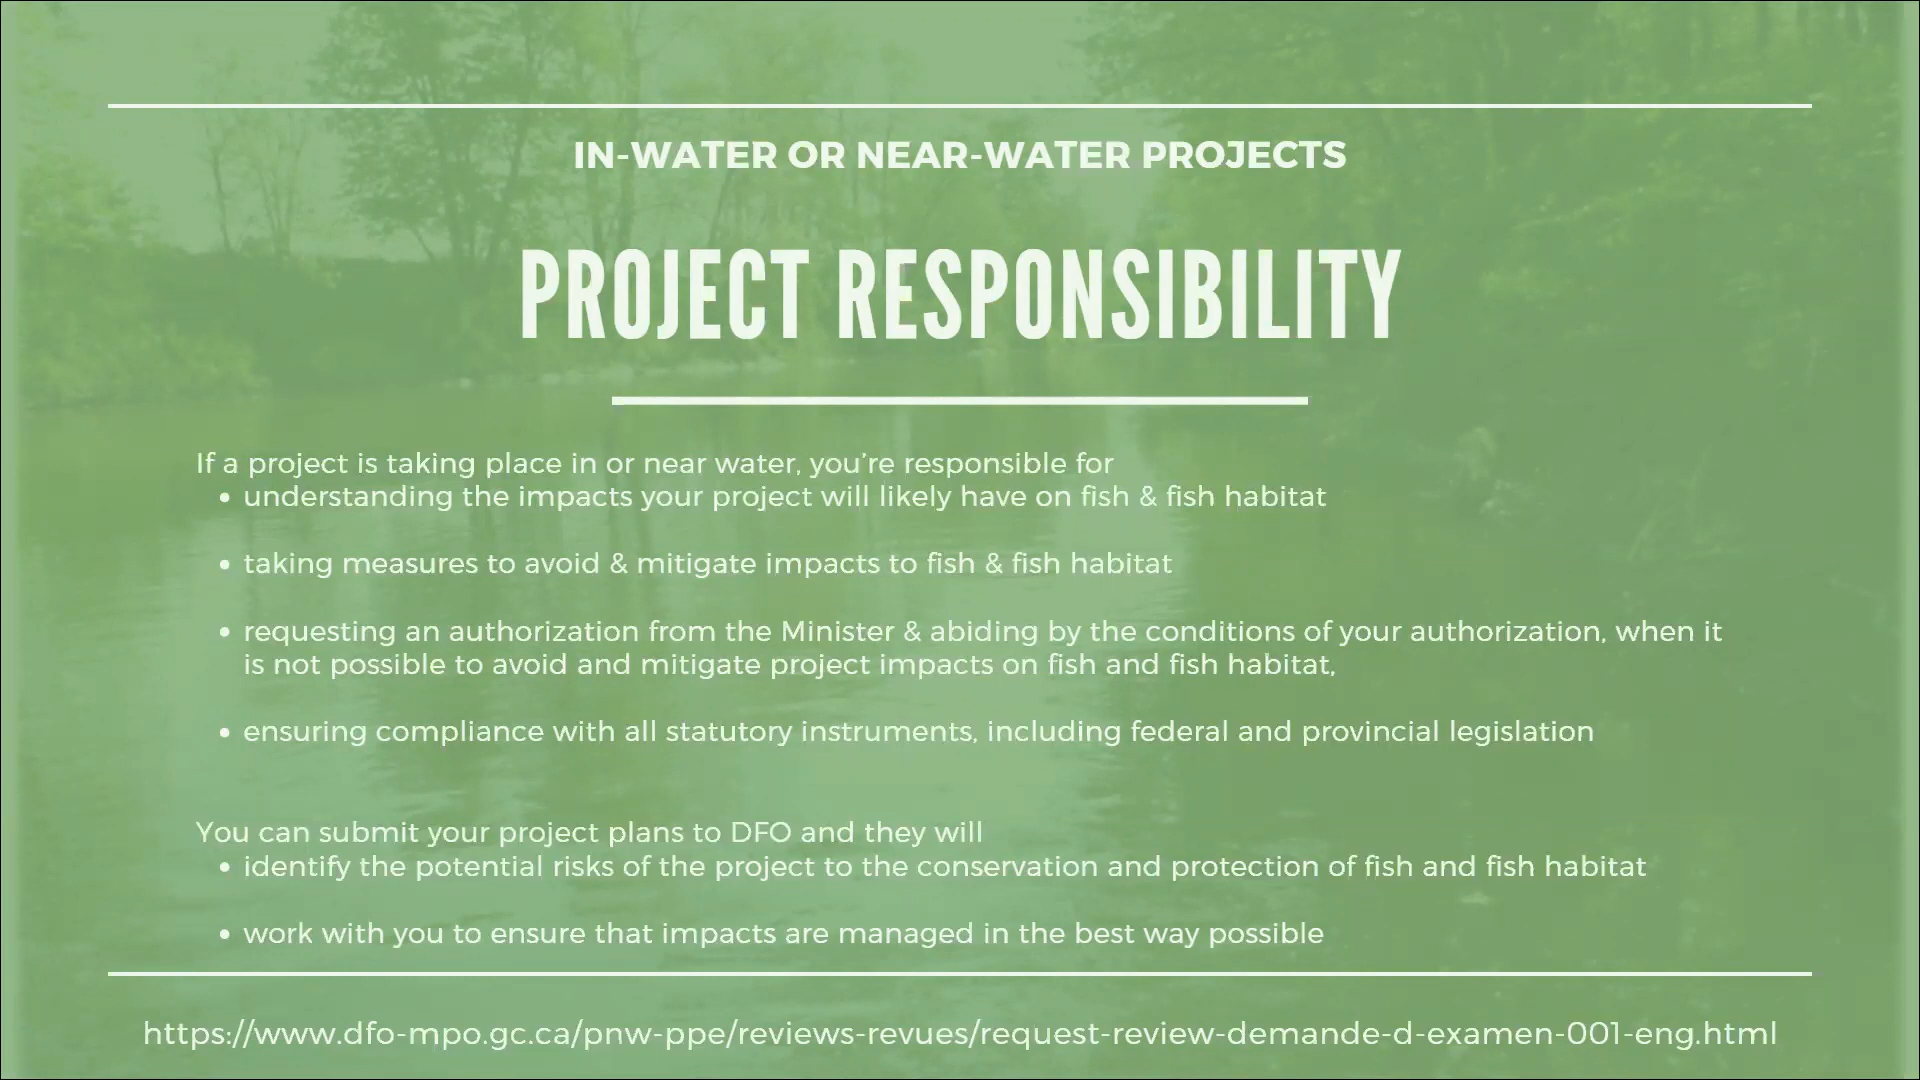 IN-WATER OR NEAR-WATER PROJECTS
PROJECT RESPONSIBILITY
If a project is taking place in or near water, you’re responsible for
• understanding the impacts your project will likely have on fish & fish habitat
• taking measures to avoid & mitigate impacts to fish & fish habitat
• requesting an authorization from the Minister & abiding by the conditions of your authorization, when it
is not possible to avoid and mitigate project impacts on fish and fish habitat,
• ensuring compliance with all statutory instruments, including federal and provincial legislation
You can submit your project plans to DFO and they will
• identify the potential risks of the project to the conservation and protection of fish and fish habitat
• work with you to ensure that impacts are managed in the best way possible
https://www.dfo-mpo.gc.ca/pnw-ppe/reviews-revues/request-review-demande-d-examen-001-eng.html